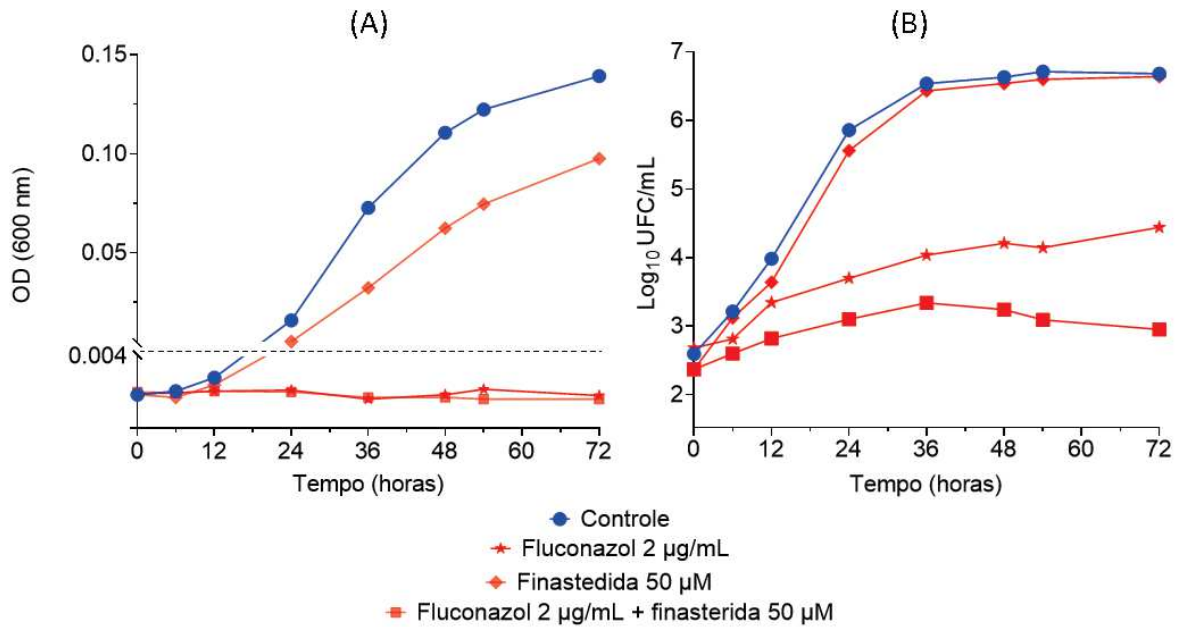 (A)
(B)
OD (600 nm)
0.15
0.10
0.05
0.004
0 12 24 36 48 60 72
Tempo (horas)
Log10 UFC/mL
7
6
5
4
3
2
0 12 24 36 48 60 72
Tempo (horas)
Controle
Fluconazol 2 µg/mL
Finastedida 50 µM
Fluconazol 2 µg/mL + finasterida 50 µM